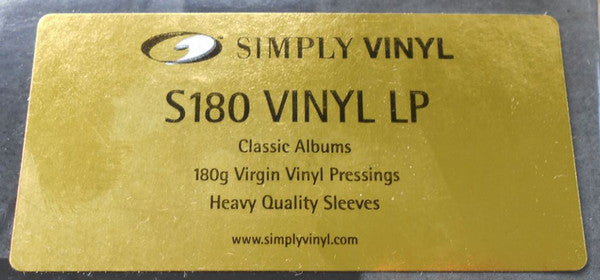 SIMPLY VINYL
S180 VINYL LP
Classic Albums
180g Virgin Vinyl Pressings
Heavy Quality Sleeves
www.simplyvinyl.com